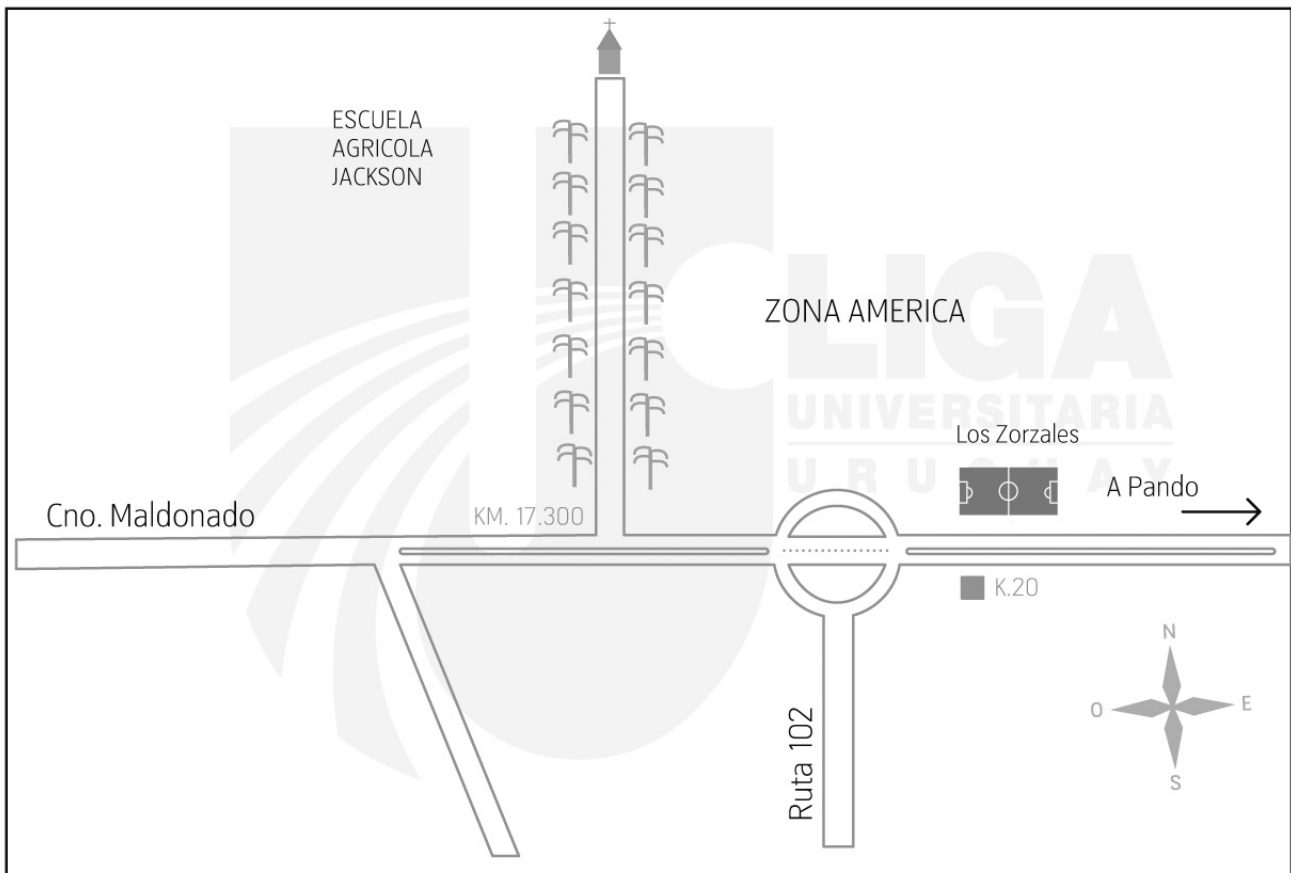 ESCUELA
AGRICOLA
JACKSON
ZONA AMERICA
LIGA
UNIVERSITARIA
URUGUAY
Los Zorzales
A Pando
Cno. Maldonado
KM. 17.300
K.20
Ruta 102
N
O
E
S